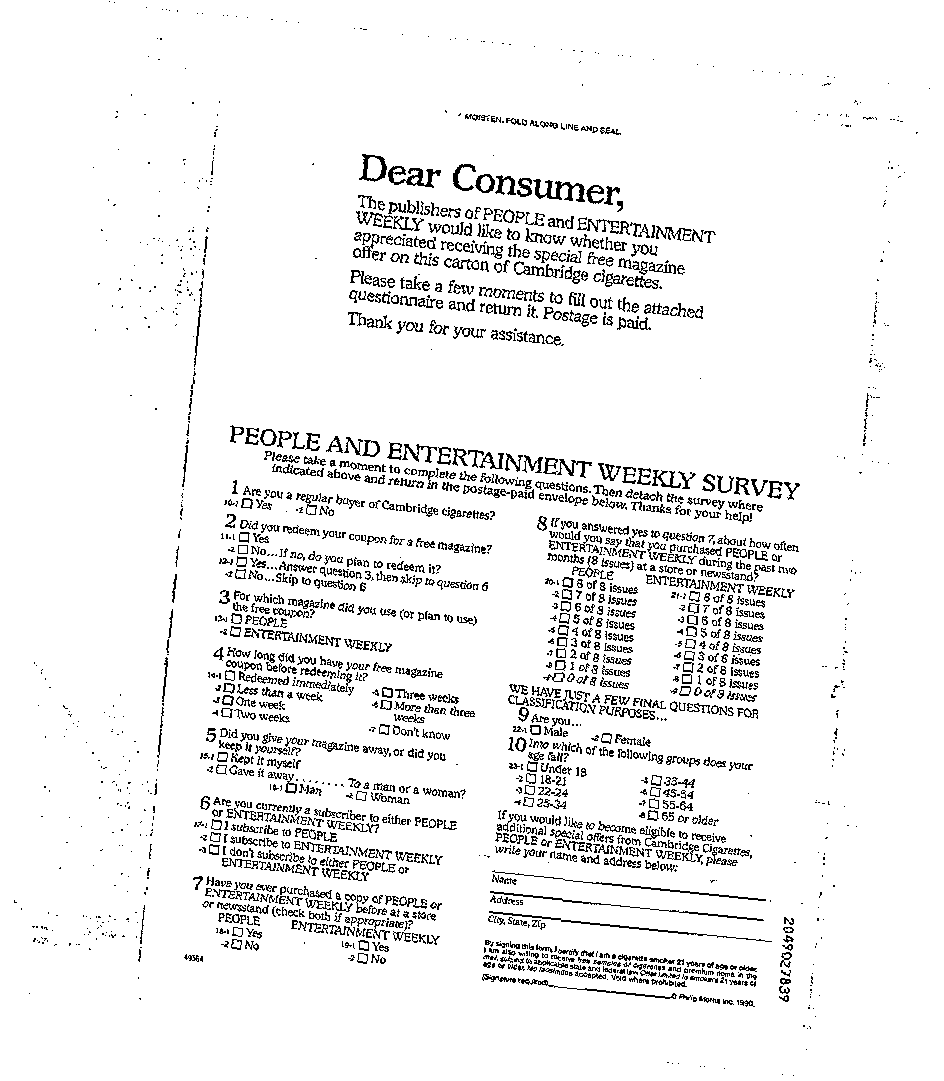 MOISTEN, FOLD ALONG LINE AND SEAL
Dear Consumer,
The publishers of PEOPLE and ENTERTAINMENT
WEEKLY would like to know whether you
appreciated receiving the special free magazine
offer on this carton of Cambridge cigarettes.
Please take a few moments to fill out the attached
questionnaire and return it. Postage is paid.
Thank you for your assistance.
PEOPLE AND ENTERTAINMENT WEEKLY SURVEY
Please take a moment to complete the following questions. Then detach the survey where
indicated above and return in the postage-paid envelope below. Thanks for your help!
1 Are you a regular buyer of Cambridge cigarettes?
10-1 □ Yes -2 □ No
2 Did you redeem your coupon for a free magazine?
11-1 □ Yes
-2 □ No...If no, do you plan to redeem it?
12-1 □ Yes...Answer question 3, then skip to question 6
-2 □ No...Skip to question 6
3 For which magazine did you use (or plan to use)
the free coupon?
13-1 □ PEOPLE
-2 □ ENTERTAINMENT WEEKLY
4 How long did you have your free magazine
coupon before redeeming it?
14-1 □ Redeemed immediately -5 □ Three weeks
-2 □ Less than a week -6 □ More than three
-3 □ One week weeks
-4 □ Two weeks -7 □ Don't know
5 Did you give your magazine away, or did you
keep it yourself?
15-1 □ Kept it myself
-2 □ Gave it away........To a man or a woman?
16-1 □ Man -2 □ Woman
6 Are you currently a subscriber to either PEOPLE
or ENTERTAINMENT WEEKLY?
17-1 □ I subscribe to PEOPLE
-2 □ I subscribe to ENTERTAINMENT WEEKLY
-3 □ I don't subscribe to either PEOPLE or
ENTERTAINMENT WEEKLY
7 Have you ever purchased a copy of PEOPLE or
ENTERTAINMENT WEEKLY before at a store
or newsstand (check both if appropriate)?
PEOPLE ENTERTAINMENT WEEKLY
18-1 □ Yes 19-1 □ Yes
-2 □ No -2 □ No
49564
8 If you answered yes to question 7, about how often
would you say that you purchased PEOPLE or
ENTERTAINMENT WEEKLY during the past two
months (8 issues) at a store or newsstand?
PEOPLE ENTERTAINMENT WEEKLY
20-1 □ 8 of 8 issues 21-1 □ 8 of 8 issues
-2 □ 7 of 8 issues -2 □ 7 of 8 issues
-3 □ 6 of 8 issues -3 □ 6 of 8 issues
-4 □ 5 of 8 issues -4 □ 5 of 8 issues
-5 □ 4 of 8 issues -5 □ 4 of 8 issues
-6 □ 3 of 8 issues -6 □ 3 of 8 issues
-7 □ 2 of 8 issues -7 □ 2 of 8 issues
-8 □ 1 of 8 issues -8 □ 1 of 8 issues
-9 □ 0 of 8 issues -9 □ 0 of 8 issues
WE HAVE JUST A FEW FINAL QUESTIONS FOR
CLASSIFICATION PURPOSES...
9 Are you...
22-1 □ Male -2 □ Female
10 Into which of the following groups does your
age fall?
23-1 □ Under 18 -5 □ 35-44
-2 □ 18-21 -6 □ 45-54
-3 □ 22-24 -7 □ 55-64
-4 □ 25-34 -8 □ 65 or older
If you would like to become eligible to receive
additional special offers from Cambridge Cigarettes,
PEOPLE or ENTERTAINMENT WEEKLY, please
write your name and address below:
Name
Address
City, State, Zip
By signing this form, I certify that I am a cigarette smoker 21 years of age or older.
I am also willing to receive free samples of cigarettes and premium items in the
mail, subject to applicable state and federal law. Offer limited to smokers 21 years of
age or older. No facsimiles accepted. Void where prohibited.
(Signature required)
© Philip Morris Inc. 1990.
2049027839